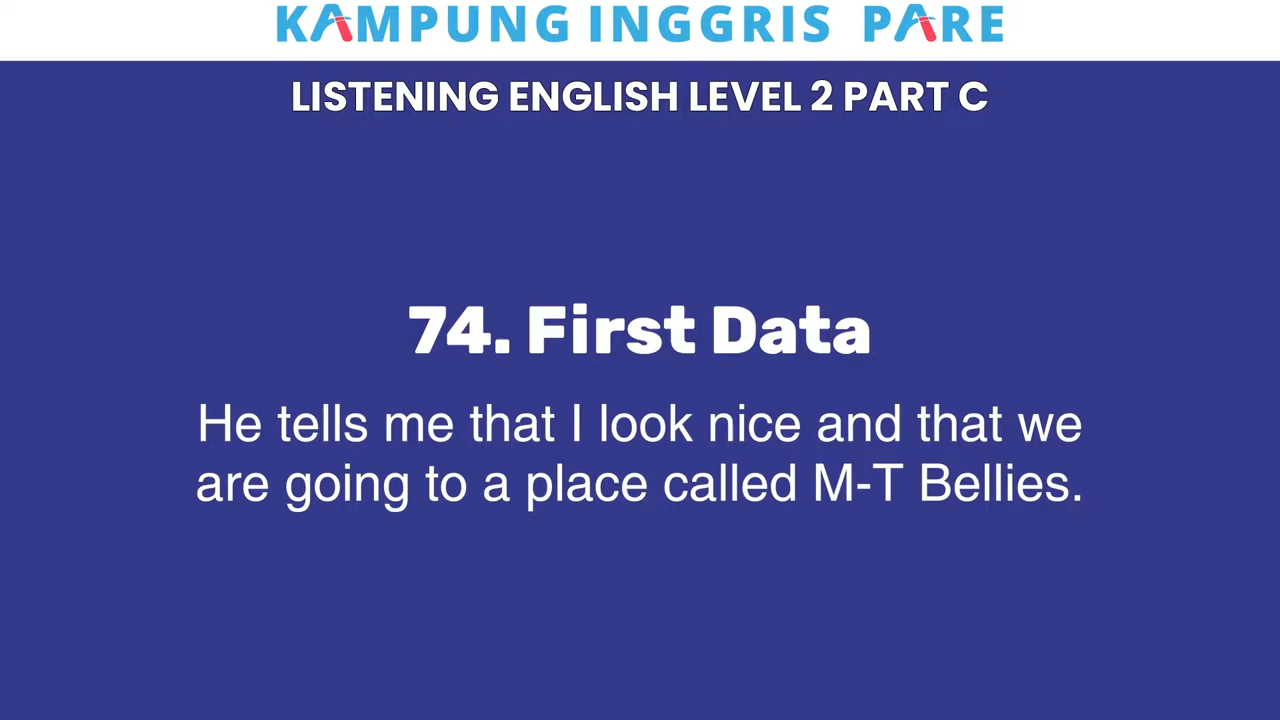 KAMPUNG INGGRIS PARE
LISTENING ENGLISH LEVEL 2 PART C
74. First Data
He tells me that I look nice and that we
are going to a place called M-T Bellies.